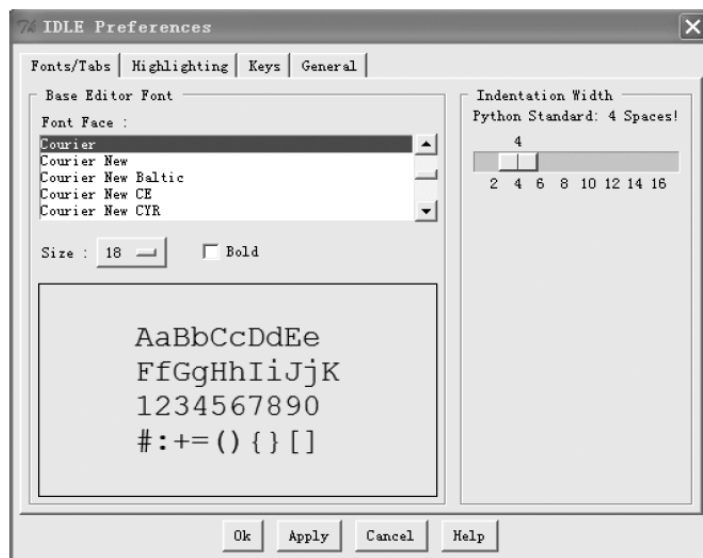 IDLE Preferences
Fonts/Tabs Highlighting Keys General
Base Editor Font
Font Face :
Courier
Courier New
Courier New Baltic
Courier New CE
Courier New CYR
Size : 18 Bold
AaBbCcDdEe
FfGgHhIiJjK
1234567890
#:+=(){}[]
Indentation Width
Python Standard: 4 Spaces!
4
2 4 6 8 10 12 14 16
Ok Apply Cancel Help